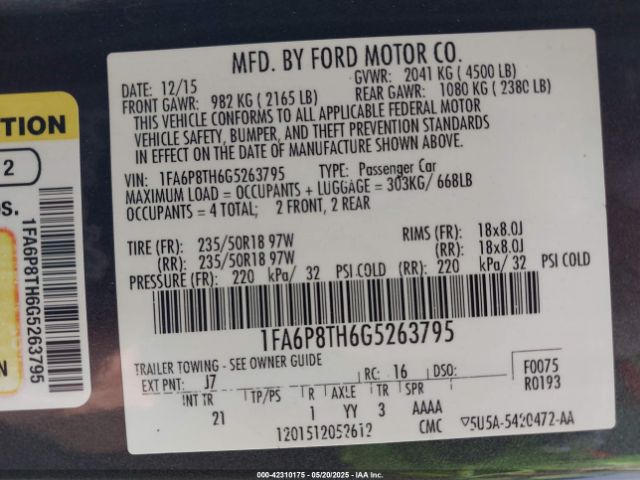 MFD. BY FORD MOTOR CO.
DATE: 12/15 GVWR: 2041 KG (4500 LB)
FRONT GAWR: 982 KG (2165 LB) REAR GAWR: 1080 KG (2380 LB)
THIS VEHICLE CONFORMS TO ALL APPLICABLE FEDERAL MOTOR
VEHICLE SAFETY, BUMPER, AND THEFT PREVENTION STANDARDS
IN EFFECT ON THE DATE OF MANUFACTURE SHOWN ABOVE.
VIN: 1FA6P8TH6G5263795 TYPE: Passenger Car
MAXIMUM LOAD = OCCUPANTS + LUGGAGE = 303KG/ 668LB
OCCUPANTS = 4 TOTAL; 2 FRONT, 2 REAR
TIRE (FR): 235/50R18 97W RIMS (FR): 18x8.0J
(RR): 235/50R18 97W (RR): 18x8.0J
PRESSURE (FR): 220 kPa/ 32 PSI COLD (RR): 220 kPa/ 32 PSI COLD
1FA6P8TH6G5263795
TRAILER TOWING - SEE OWNER GUIDE
EXT PNT: J7 RC: 16 DSO: F0075
R0193
INT TR TP/PS R AXLE TR SPR
21 1 YY 3 AAAA
1201512052612 CMC 5U5A-5420472-AA
TION
2
OS.
1FA6P8TH6G5263795
N
000-42310175 - 05/20/2025 - IAAI.COM